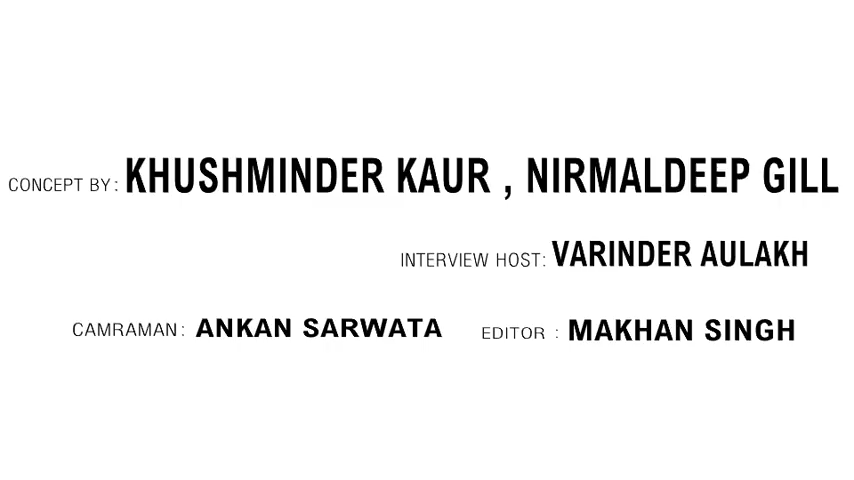 CONCEPT BY: KHUSHMINDER KAUR , NIRMALDEEP GILL
INTERVIEW HOST: VARINDER AULAKH
CAMRAMAN: ANKAN SARWATA EDITOR : MAKHAN SINGH